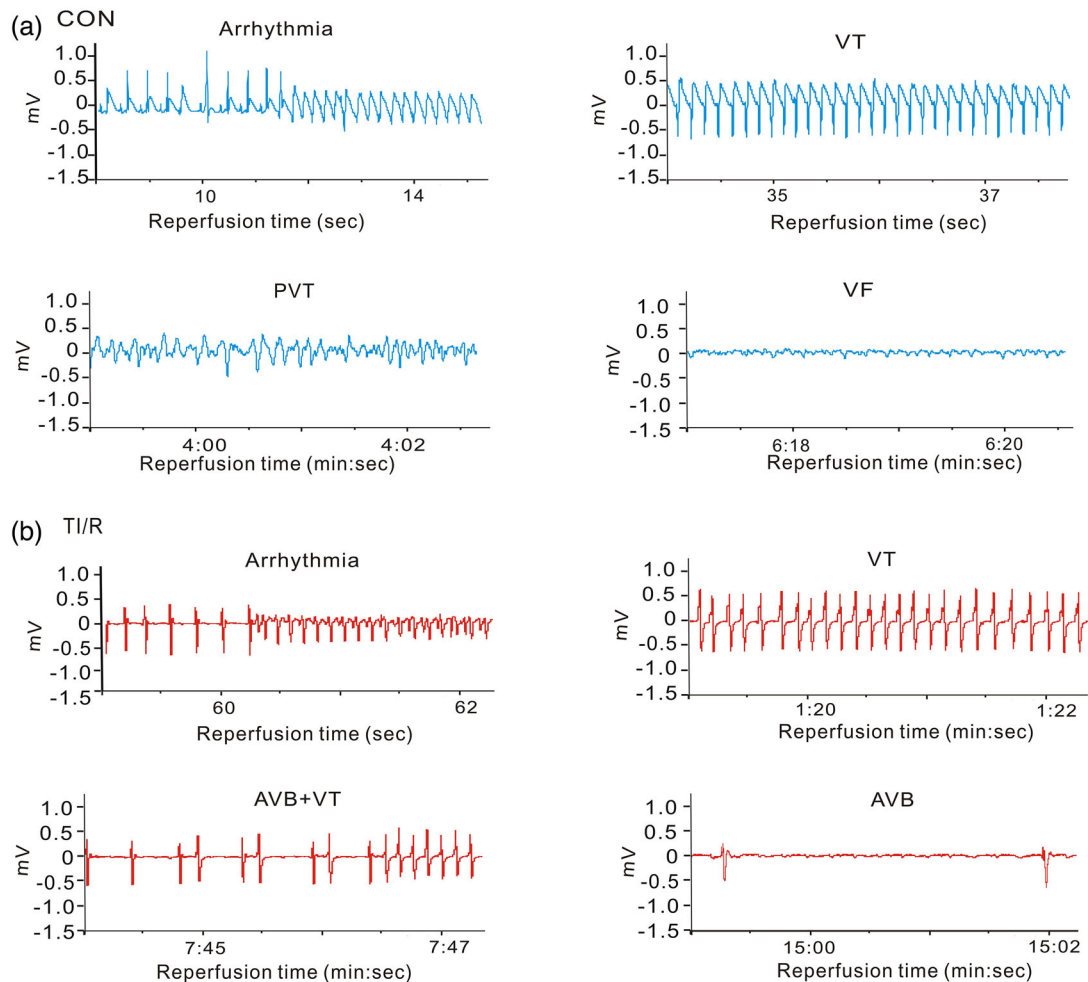 (a) CON
Arrhythmia
1.0
0.5
0
-0.5
-1.0
-1.5
mV
10
14
Reperfusion time (sec)
VT
1.0
0.5
0
-0.5
-1.0
-1.5
mV
35
37
Reperfusion time (sec)
PVT
1.0
0.5
0
-0.5
-1.0
-1.5
mV
4:00
4:02
Reperfusion time (min:sec)
VF
1.0
0.5
0
-0.5
-1.0
-1.5
mV
6:18
6:20
Reperfusion time (min:sec)
(b) TI/R
Arrhythmia
1.0
0.5
0
-0.5
-1.0
-1.5
mV
60
62
Reperfusion time (sec)
VT
1.0
0.5
0
-0.5
-1.0
-1.5
mV
1:20
1:22
Reperfusion time (min:sec)
AVB+VT
1.0
0.5
0
-0.5
-1.0
-1.5
mV
7:45
7:47
Reperfusion time (min:sec)
AVB
1.0
0.5
0
-0.5
-1.0
-1.5
mV
15:00
15:02
Reperfusion time (min:sec)